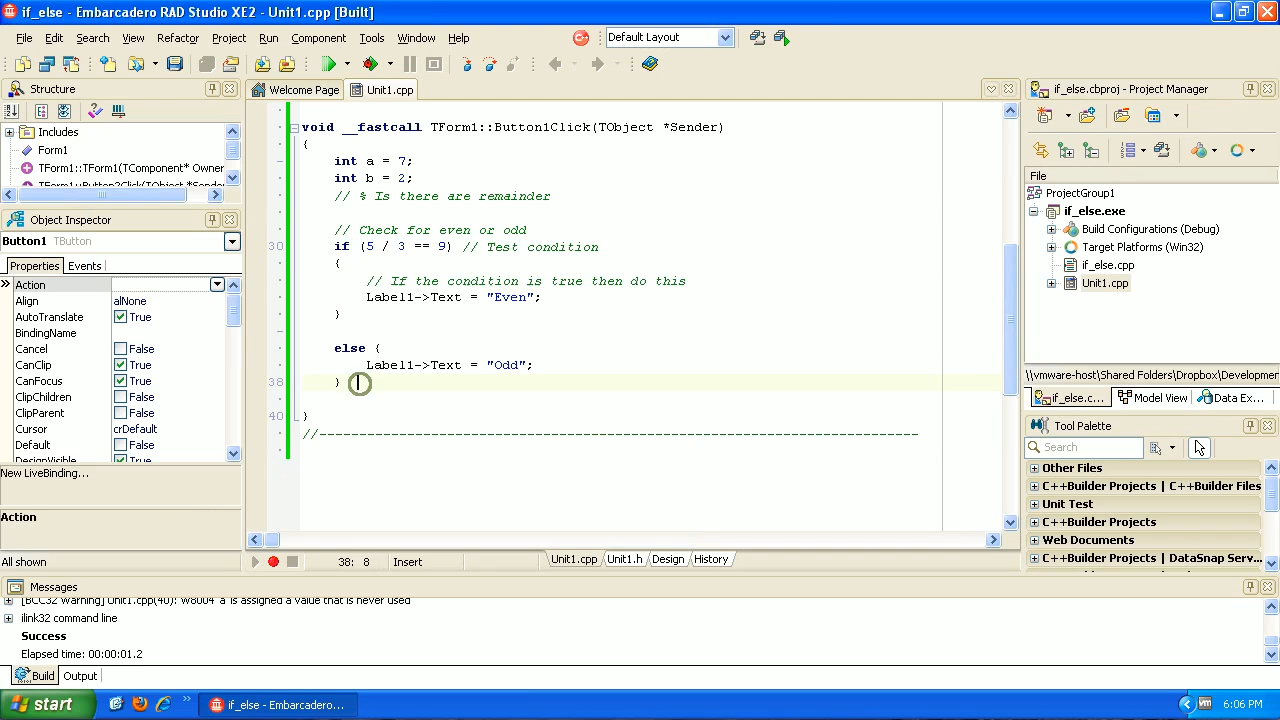 if_else - Embarcadero RAD Studio XE2 - Unit1.cpp [Built]
File Edit Search View Refactor Project Run Component Tools Window Help
Default Layout
Structure
Includes
Form1
TForm1::TForm1(TComponent* Owner
TForm1::Button2Click(TObject *Sende
Object Inspector
Button1 TButton
Properties Events
Action
Align alNone
AutoTranslate True
BindingName
Cancel False
CanClip True
CanFocus True
ClipChildren False
ClipParent False
Cursor crDefault
Default False
DesignVisible True
New LiveBinding...
Action
All shown
Welcome Page Unit1.cpp
void __fastcall TForm1::Button1Click(TObject *Sender)
{
int a = 7;
int b = 2;
// % Is there are remainder
// Check for even or odd
30 if (5 / 3 == 9) // Test condition
{
// If the condition is true then do this
Label1->Text = "Even";
}
else {
Label1->Text = "Odd";
38 }
40 }
//---------------------------------------------------------------------------
38: 8 Insert
Unit1.cpp Unit1.h Design History
if_else.cbproj - Project Manager
File
ProjectGroup1
if_else.exe
Build Configurations (Debug)
Target Platforms (Win32)
if_else.cpp
Unit1.cpp
\\vmware-host\Shared Folders\Dropbox\Developmer
if_else.c... Model View Data Ex...
Tool Palette
Search
Other Files
C++Builder Projects | C++Builder Files
Unit Test
C++Builder Projects
Web Documents
C++Builder Projects | DataSnap Serv...
Messages
[BCC32 Warning] Unit1.cpp(40): W8004 'a' is assigned a value that is never used
ilink32 command line
Success
Elapsed time: 00:00:01.2
Build Output
start if_else - Embarcadero... 6:06 PM